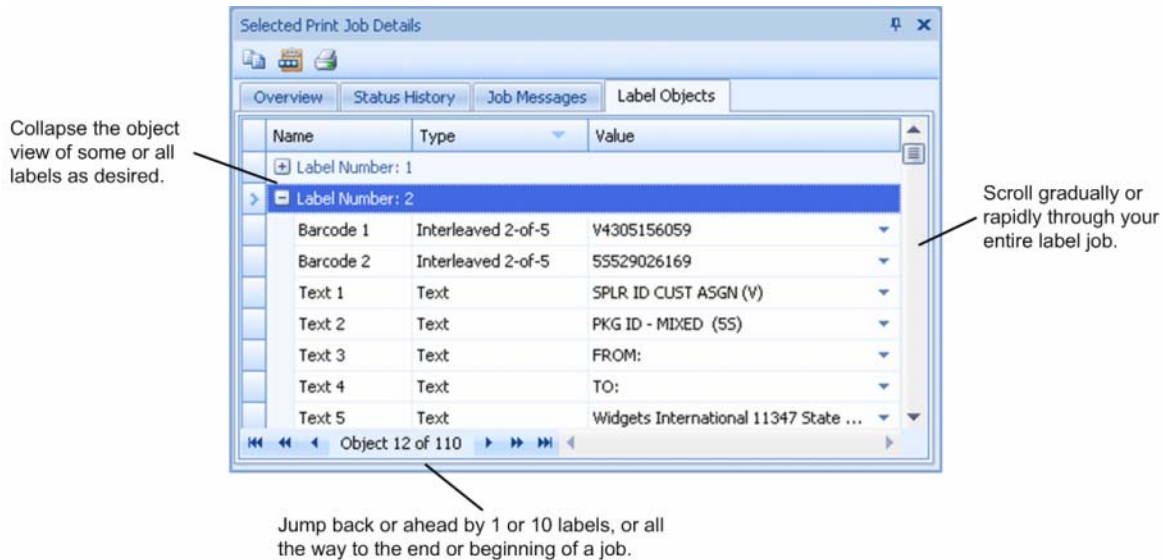 Selected Print Job Details
Overview Status History Job Messages Label Objects
Name Type Value
Label Number: 1
Label Number: 2
Barcode 1 Interleaved 2-of-5 V4305156059
Barcode 2 Interleaved 2-of-5 5S529026169
Text 1 Text SPLR ID CUST ASGN (V)
Text 2 Text PKG ID - MIXED (5S)
Text 3 Text FROM:
Text 4 Text TO:
Text 5 Text Widgets International 11347 State ...
Object 12 of 110
Collapse the object
view of some or all
labels as desired.
Scroll gradually or
rapidly through your
entire label job.
Jump back or ahead by 1 or 10 labels, or all
the way to the end or beginning of a job.